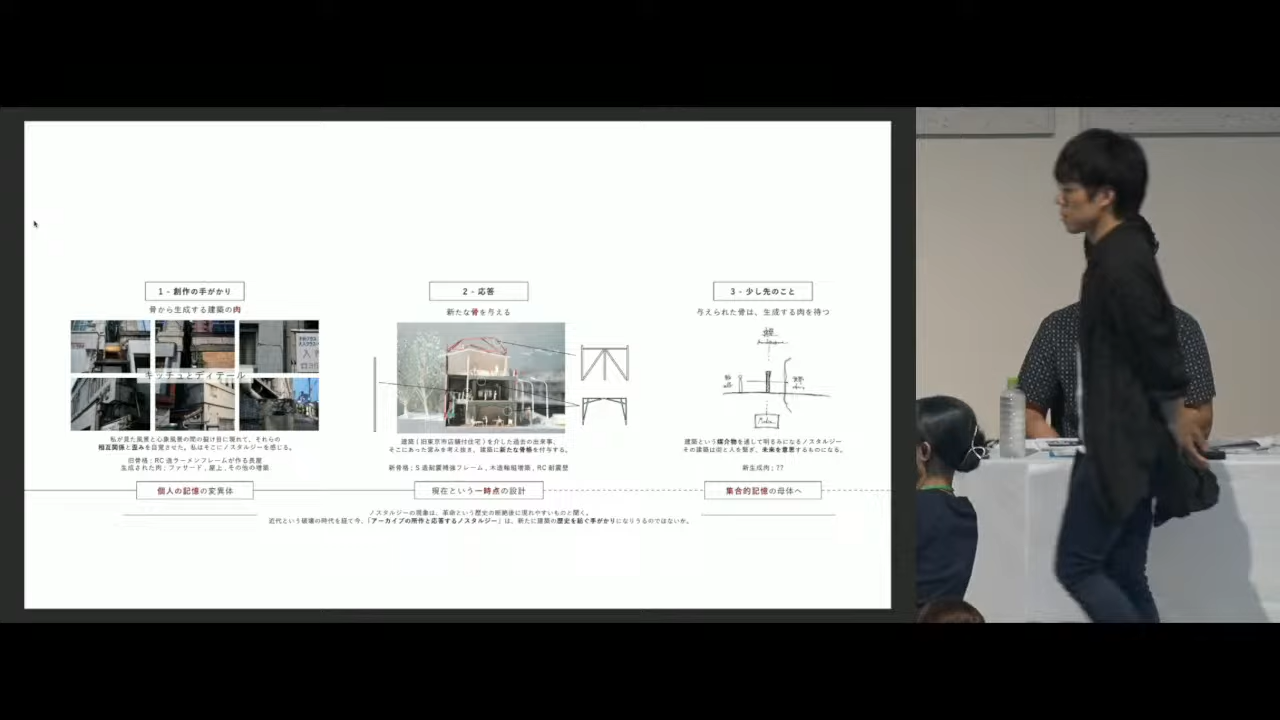 1 - 創作の手がかり
骨から生成する建築の肉
キッチュとディテール
私が見た風景と心象風景の間の裂け目に現れて、それらの
相互関係と歪みを自覚させた。私はそこにノスタルジーを感じる。
旧骨格 ; RC 造ラーメンフレームが作る長屋
生成された肉 ; ファサード , 屋上 , その他の増築
個人の記憶の変異体
2 - 応答
新たな骨を与える
建築 ( 旧東京市店舗付住宅 ) を介した過去の出来事、
そこにあった営みを考え抜き、建築に新たな骨格を付与する。
新骨格 ; S 造耐震補強フレーム , 木造軸組増築 , RC 耐震壁
現在という一時点の設計
3 - 少し先のこと
与えられた骨は、生成する肉を待つ
建築という媒介物を通して明るみになるノスタルジー
その建築は街と人を繋ぎ、未来を意思するものになる。
新生成肉 ; ??
集合的記憶の母体へ
ノスタルジーの現象は、革命という歴史の断絶後に現れやすいものと聞く。
近代という破壊の時代を経て今、「アーカイブの所作と応答するノスタルジー」は、新たに建築の歴史を紡ぐ手がかりになりうるのではないか。